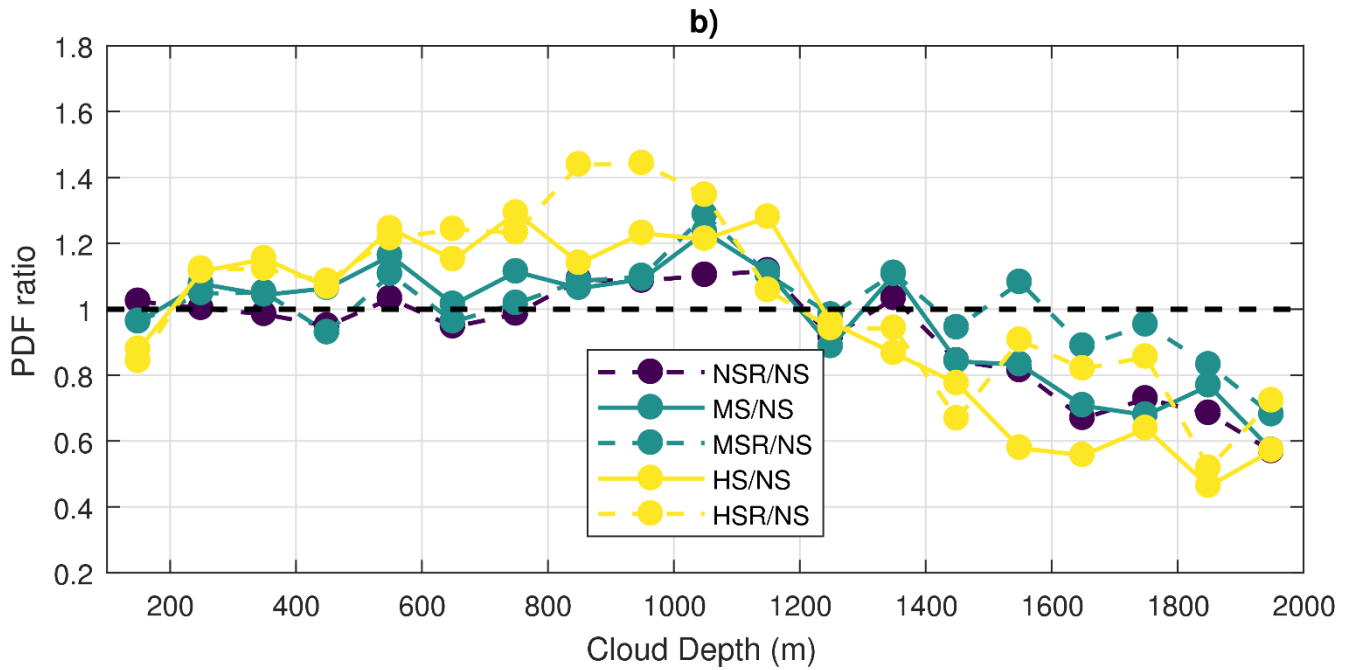 b)
1.8
1.6
1.4
1.2
1
0.8
0.6
0.4
0.2
PDF ratio
NSR/NS
MS/NS
MSR/NS
HS/NS
HSR/NS
200 400 600 800 1000 1200 1400 1600 1800 2000
Cloud Depth (m)